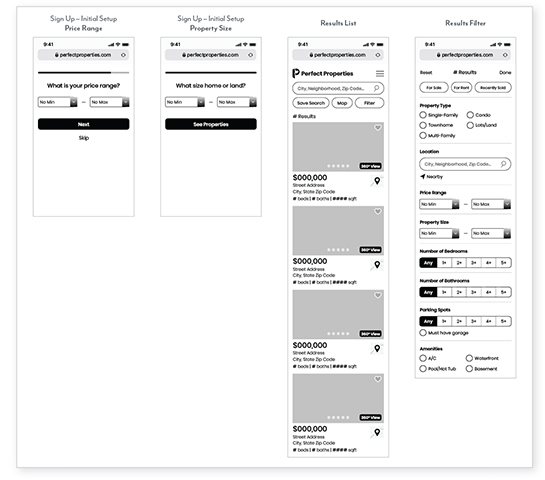 Sign Up – Initial Setup
Price Range
9:41
perfectproperties.com
What is your price range?
No Min — No Max
Next
Skip
Sign Up – Initial Setup
Property Size
9:41
perfectproperties.com
What size home or land?
No Min — No Max
See Properties
Results List
9:41
perfectproperties.com
Perfect Properties
City, Neighborhood, Zip Code...
Save Search Map Filter
# Results
360° View
$000,000
Street Address
City, State Zip Code
# beds | # baths | #### sqft
360° View
$000,000
Street Address
City, State Zip Code
# beds | # baths | #### sqft
360° View
$000,000
Street Address
City, State Zip Code
# beds | # baths | #### sqft
360° View
$000,000
Street Address
City, State Zip Code
# beds | # baths | #### sqft
Results Filter
9:41
perfectproperties.com
Reset # Results Done
For Sale For Rent Recently Sold
Property Type
Single-Family Condo
Townhome Lots/Land
Multi-Family
Location
City, Neighborhood, Zip Code...
Nearby
Price Range
No Min — No Max
Property Size
No Min — No Max
Number of Bedrooms
Any 1+ 2+ 3+ 4+ 5+
Number of Bathrooms
Any 1+ 2+ 3+ 4+ 5+
Parking Spots
Any 1+ 2+ 3+ 4+ 5+
Must have garage
Amenities
A/C Waterfront
Pool/Hot Tub Basement